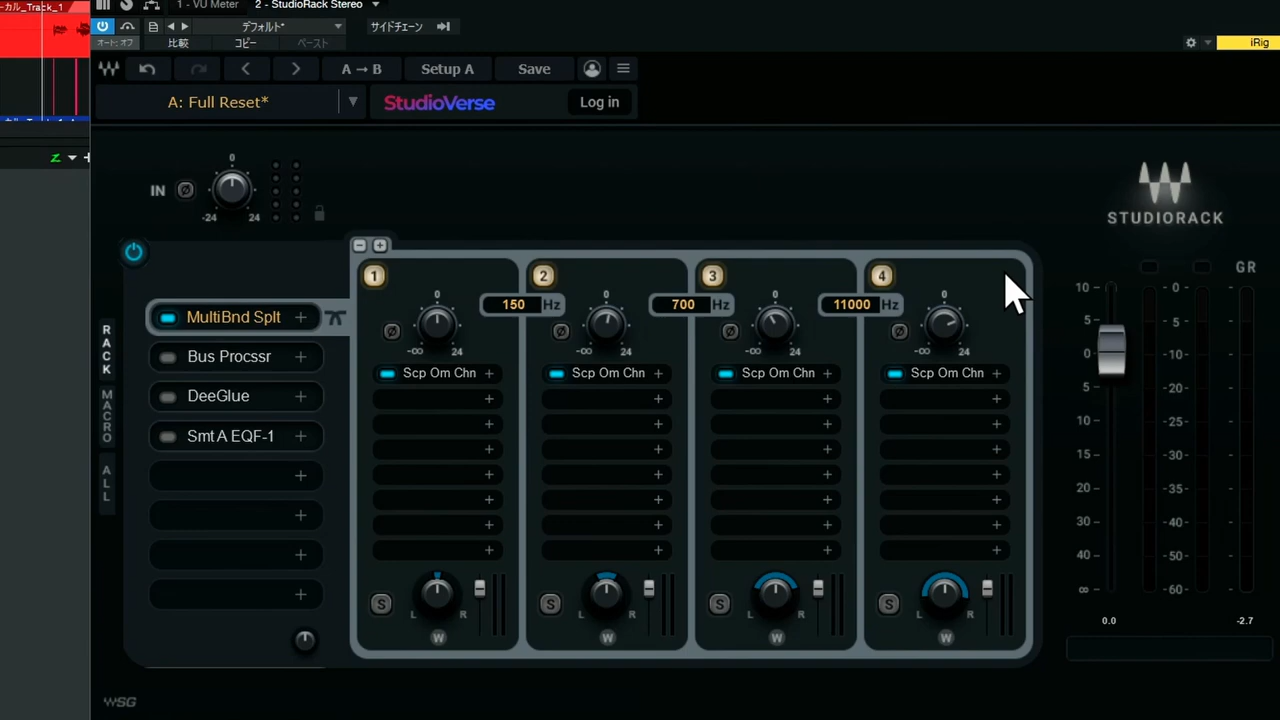 カル_Track_1
1 - VU Meter
2 - StudioRack Stereo
デフォルト*
サイドチェーン
オート: オフ
比較
コピー
ペースト
iRig
A → B
Setup A
Save
A: Full Reset*
StudioVerse
Log in
IN
0
-24
24
STUDIORACK
GR
RACK
MACRO
ALL
MultiBnd Splt
Bus Procssr
DeeGlue
Smt A EQF-1
1
2
3
4
150 Hz
700 Hz
11000 Hz
0
-∞
24
0
-∞
24
0
-∞
24
0
-∞
24
Scp Om Chn
Scp Om Chn
Scp Om Chn
Scp Om Chn
S
L
R
W
S
L
R
W
S
L
R
W
S
L
R
W
10
5
0
5
10
15
20
30
40
∞
0
-5
-10
-20
-25
-30
-35
-40
-50
-60
0.0
-2.7
WSG